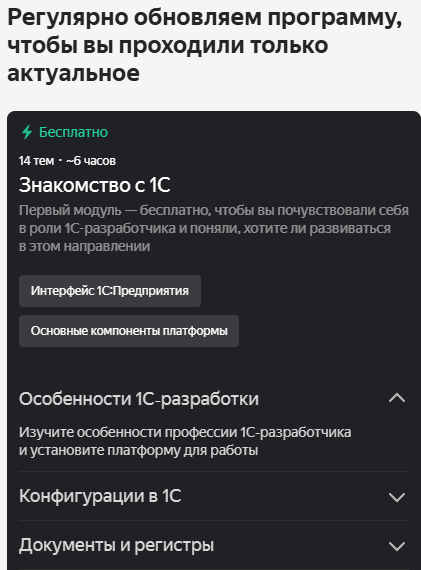 Регулярно обновляем программу,
чтобы вы проходили только
актуальное
Бесплатно
14 тем • ~6 часов
Знакомство с 1С
Первый модуль — бесплатно, чтобы вы почувствовали себя
в роли 1С-разработчика и поняли, хотите ли развиваться
в этом направлении
Интерфейс 1С:Предприятия
Основные компоненты платформы
Особенности 1С-разработки
Изучите особенности профессии 1С-разработчика
и установите платформу для работы
Конфигурации в 1С
Документы и регистры